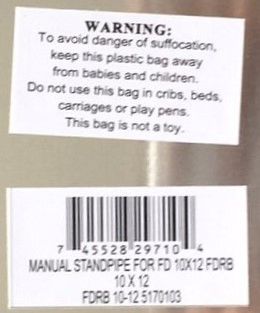 WARNING:
To avoid danger of suffocation,
keep this plastic bag away
from babies and children.
Do not use this bag in cribs, beds,
carriages or play pens.
This bag is not a toy.
7 45528 29710 4
MANUAL STANDPIPE FOR FD 10X12 FDRB
10 X 12
FDRB 10-12 5170103